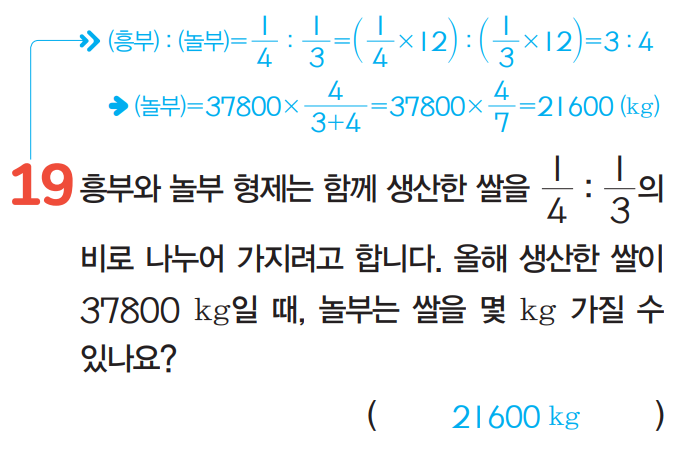 (흥부) : (놀부)=1/4 : 1/3=(1/4×12) : (1/3×12)=3 : 4
(놀부)=37800×4/(3+4)=37800×4/7=21600 (kg)
19 흥부와 놀부 형제는 함께 생산한 쌀을 1/4 : 1/3의
비로 나누어 가지려고 합니다. 올해 생산한 쌀이
37800 kg일 때, 놀부는 쌀을 몇 kg 가질 수
있나요?
( 21600 kg )